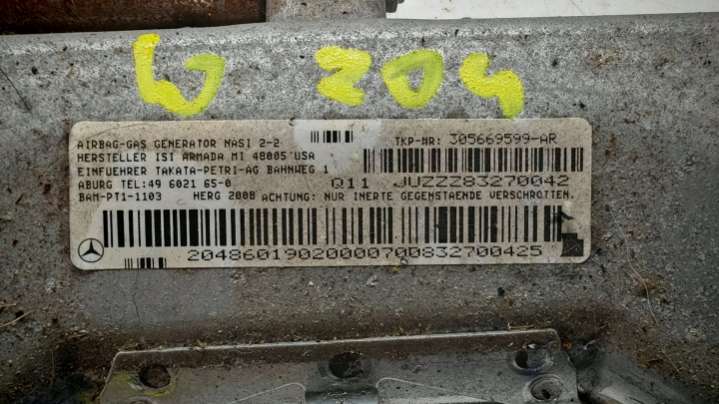 W 204
AIRBAG-GAS GENERATOR NASI 2-2
TKP-NR: 305669599-AR
HERSTELLER ISI ARMADA MI 48005 USA
EINFUEHRER TAKATA-PETRI-AG BAHNWEG 1
ABURG TEL:49 6021 65-0
Q11 JUZZZ83270042
BAM-PT1-1103 HERG 2008 ACHTUNG: NUR INERTE GEGENSTAENDE VERSCHROTTEN.
20486019020000700832700425